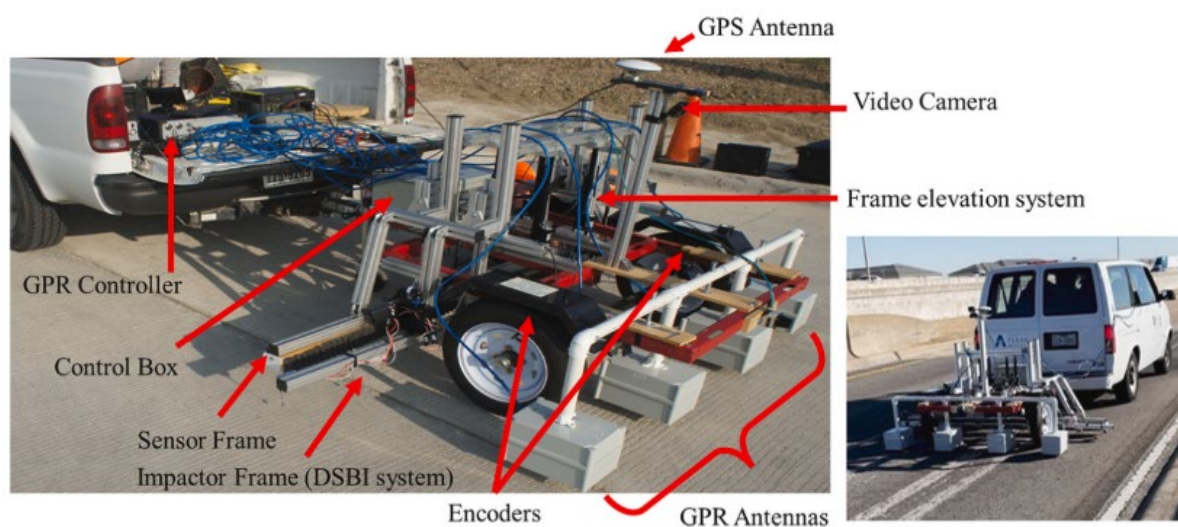 GPS Antenna
Video Camera
Frame elevation system
GPR Controller
Control Box
Sensor Frame
Impactor Frame (DSBI system)
Encoders
GPR Antennas